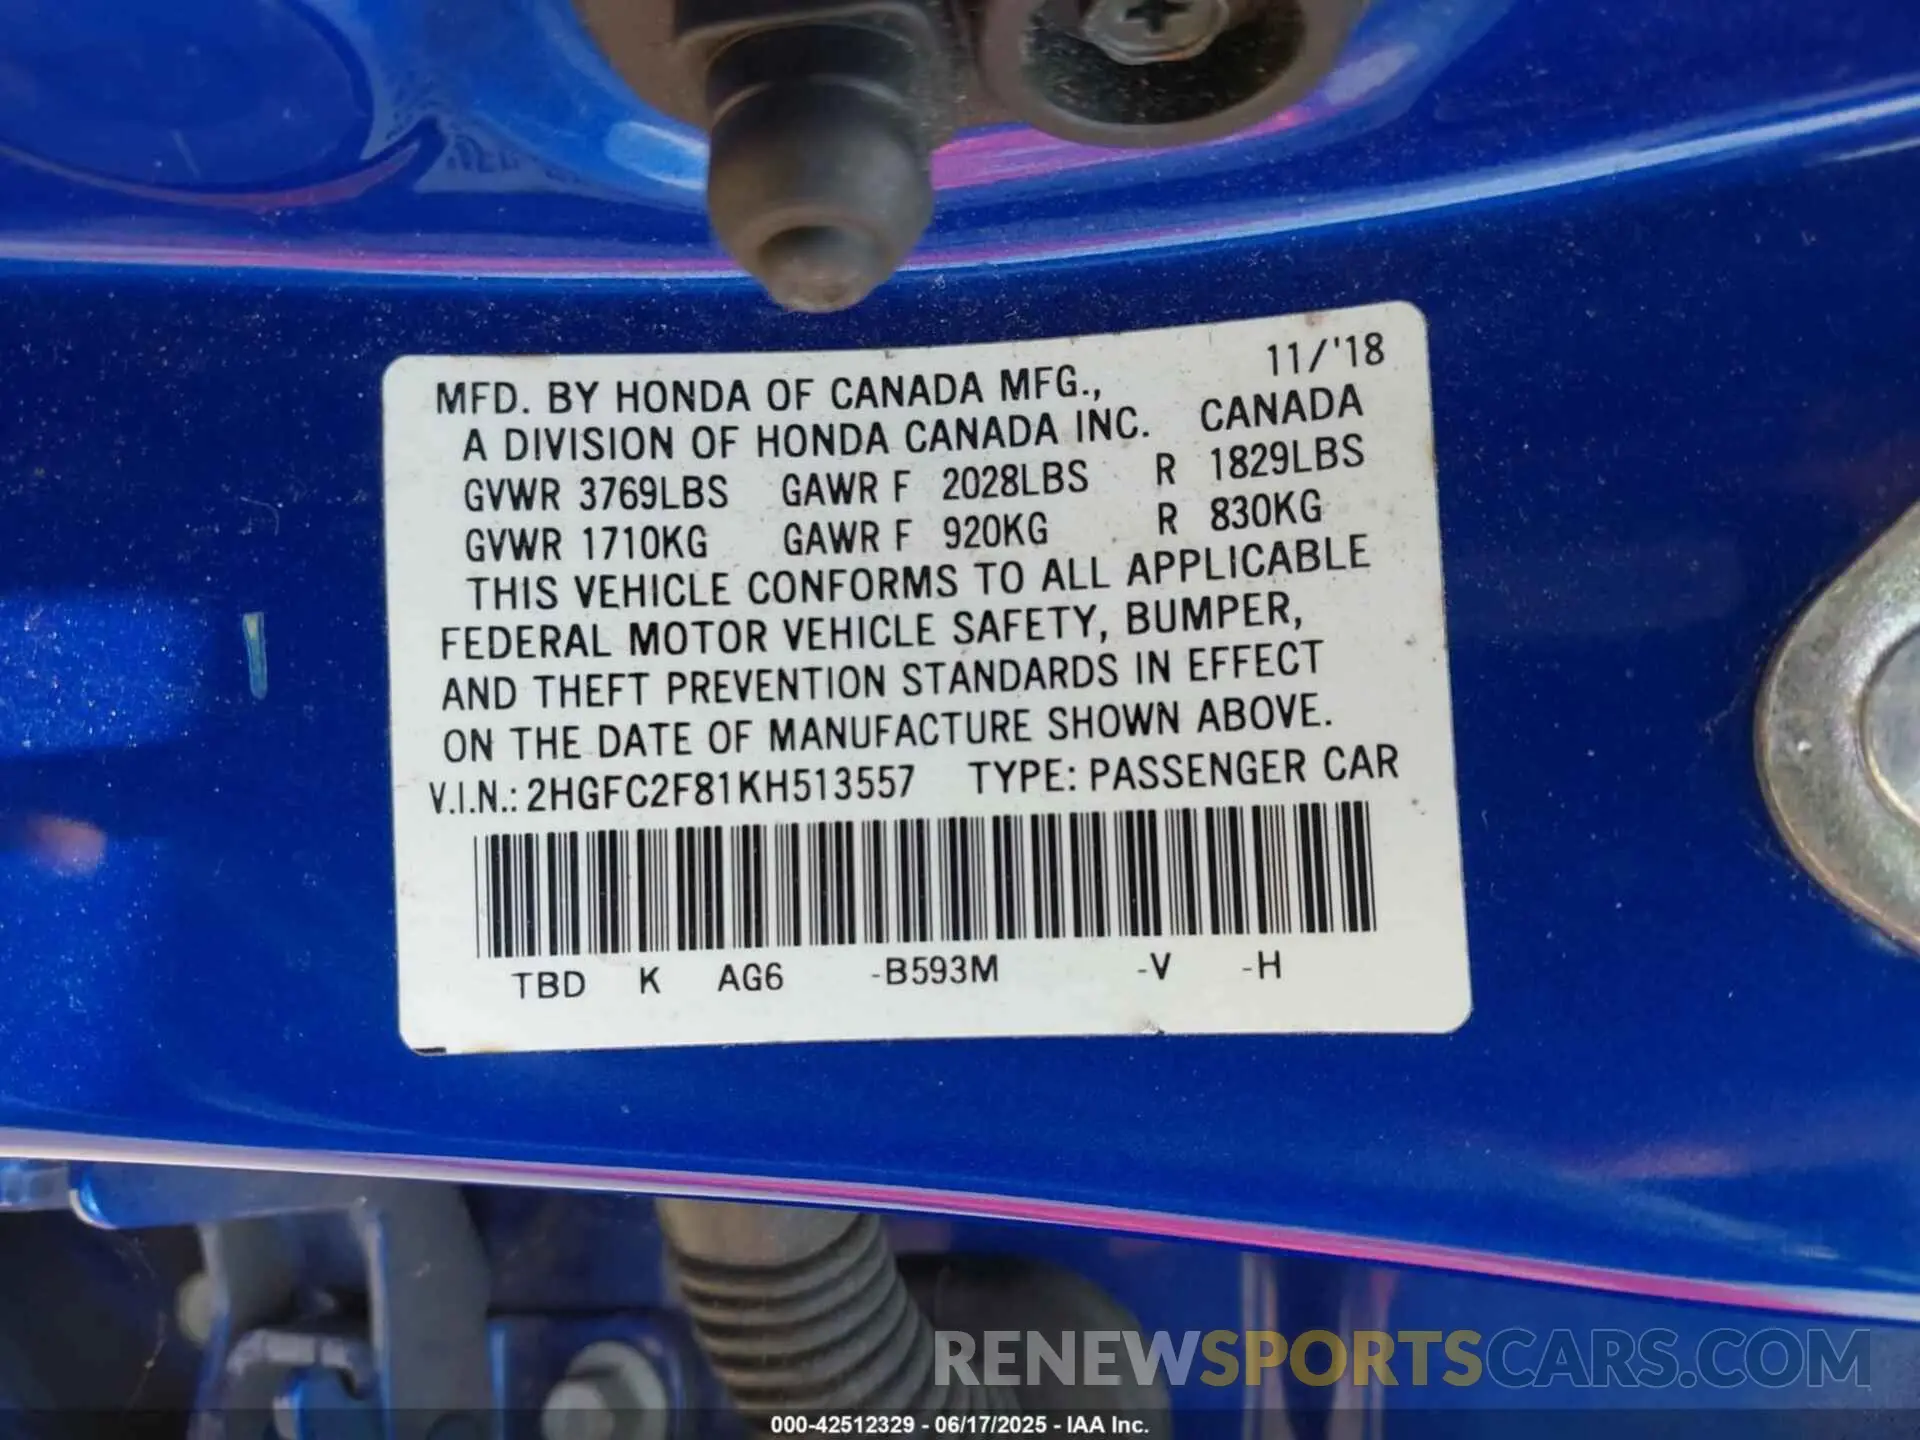 11/'18
MFD. BY HONDA OF CANADA MFG.,
A DIVISION OF HONDA CANADA INC. CANADA
GVWR 3769LBS GAWR F 2028LBS R 1829LBS
GVWR 1710KG GAWR F 920KG R 830KG
THIS VEHICLE CONFORMS TO ALL APPLICABLE
FEDERAL MOTOR VEHICLE SAFETY, BUMPER,
AND THEFT PREVENTION STANDARDS IN EFFECT
ON THE DATE OF MANUFACTURE SHOWN ABOVE.
V.I.N.: 2HGFC2F81KH513557 TYPE: PASSENGER CAR
TBD K AG6 -B593M -V -H
RENEWSPORTSCARS.COM
000-42512329 - 06/17/2025 - IAA Inc.